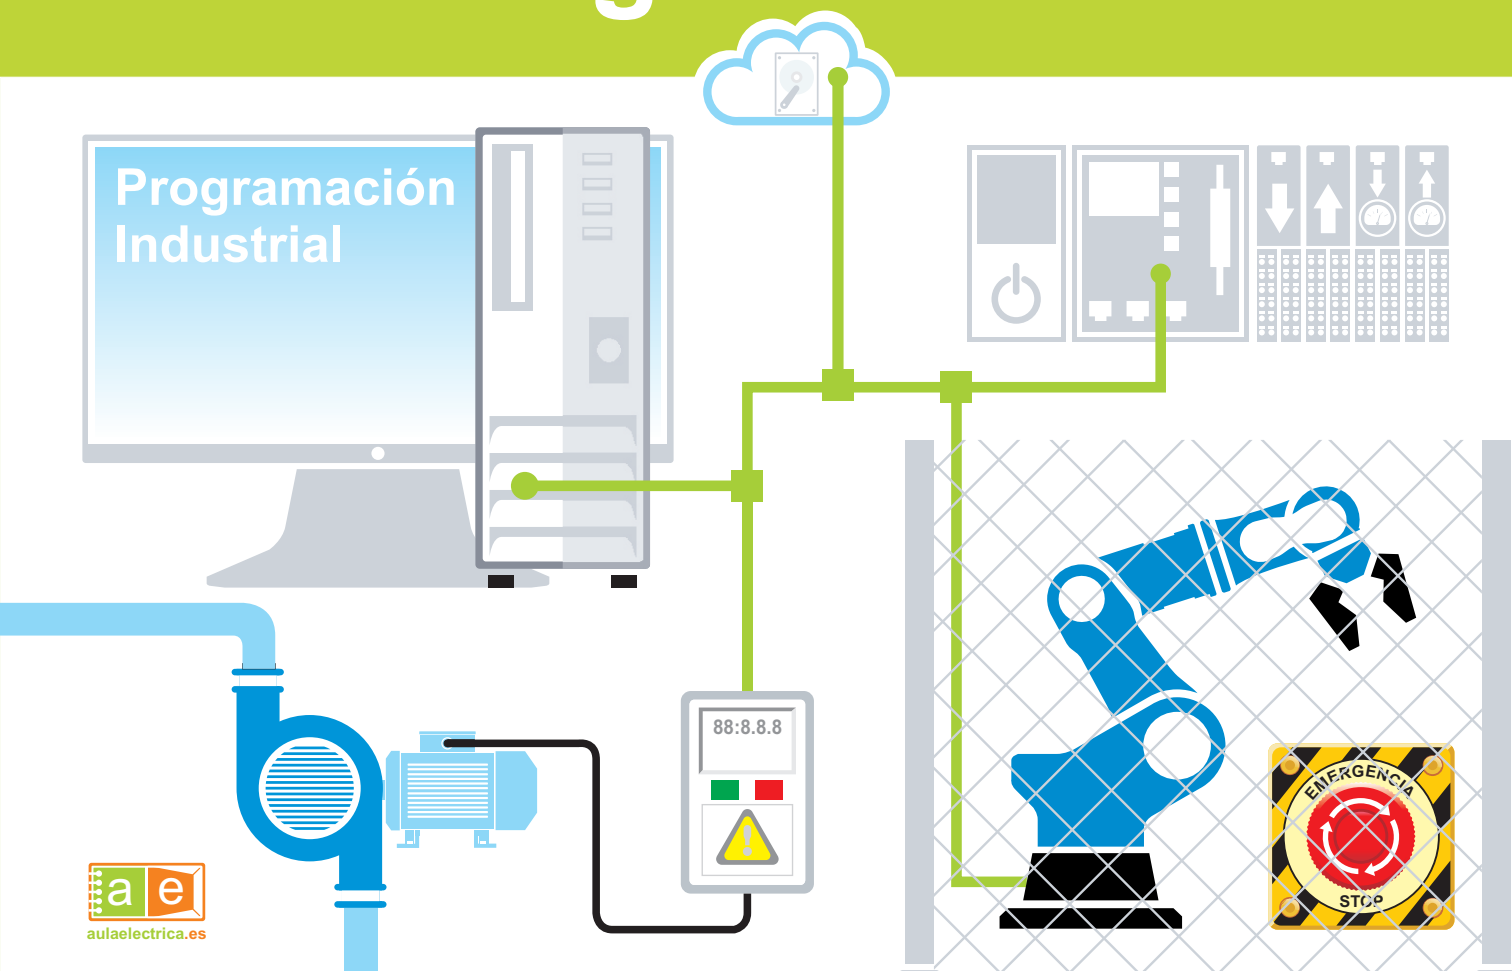 Programación
Industrial
88:8.8.8
EMERGENCIA
STOP
a e
aulaelectrica.es